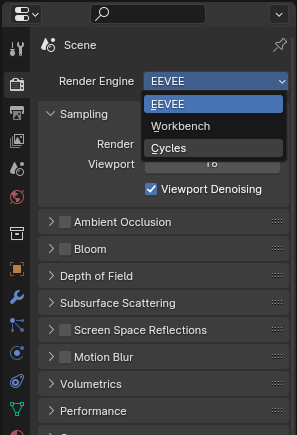 Scene
Render Engine EEVEE
EEVEE
Sampling
Workbench
Render
Cycles
Viewport 16
Viewport Denoising
Ambient Occlusion
Bloom
Depth of Field
Subsurface Scattering
Screen Space Reflections
Motion Blur
Volumetrics
Performance